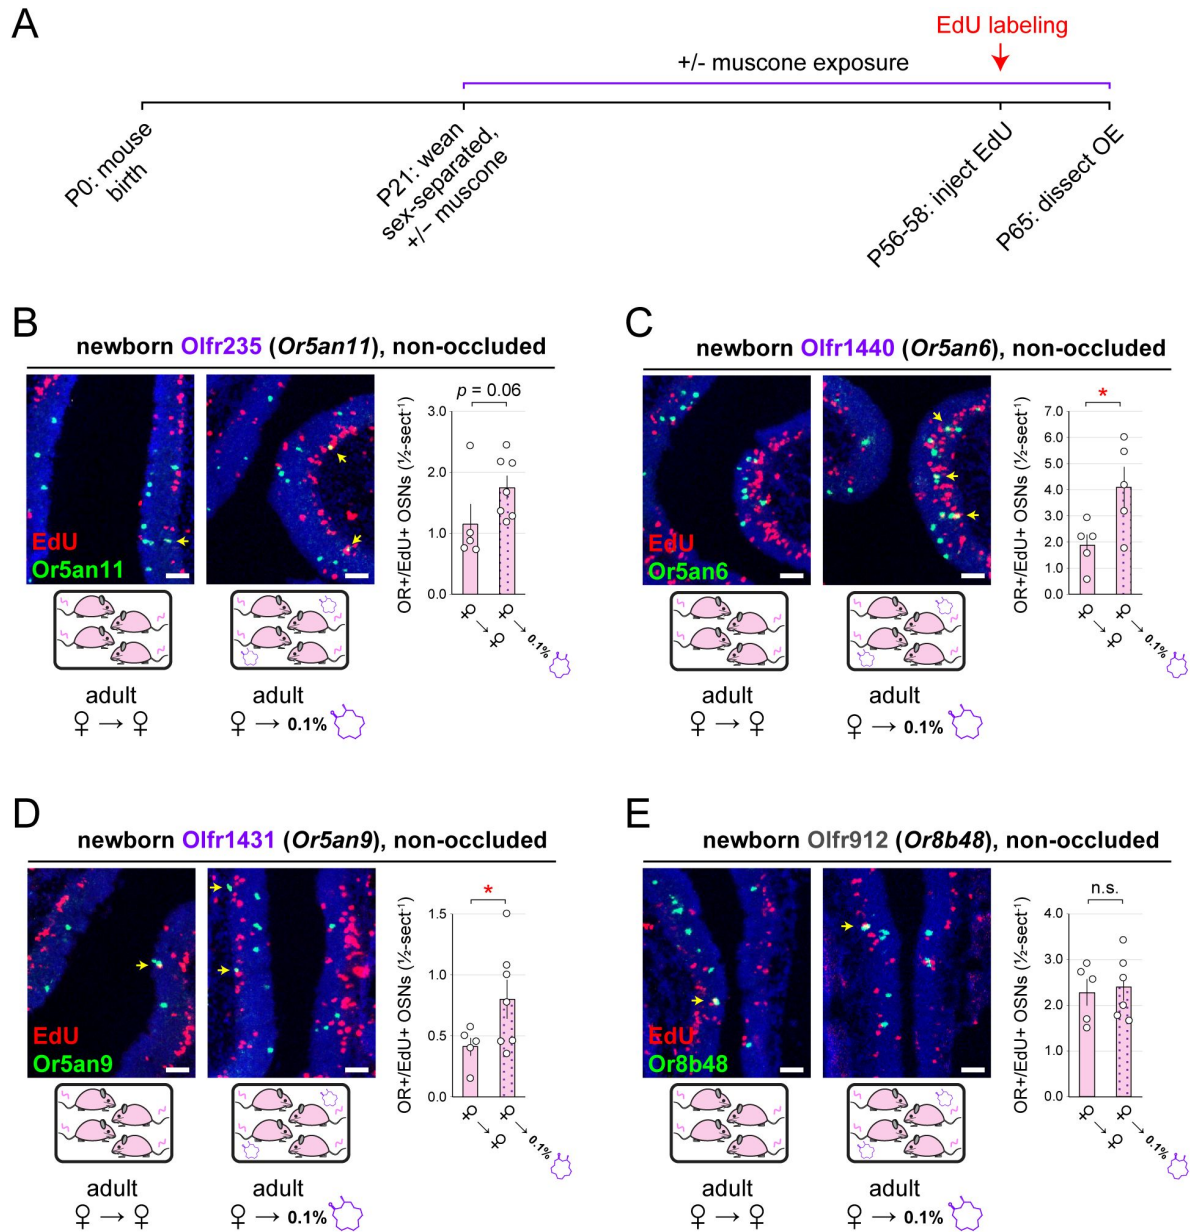 A
EdU labeling
+/- muscone exposure
P0: mouse
birth
P21: wean
sex-separated,
+/− muscone
P56-58: inject EdU
P65: dissect OE
B
newborn Olfr235 (Or5an11), non-occluded
EdU
Or5an11
p = 0.06
OR+/EdU+ OSNs (½-sect⁻¹)
3.0
2.0
1.0
0.0
♀ → ♀
♀ → 0.1%
adult
♀ → ♀
adult
♀ → 0.1%
C
newborn Olfr1440 (Or5an6), non-occluded
EdU
Or5an6
*
OR+/EdU+ OSNs (½-sect⁻¹)
7.0
6.0
5.0
4.0
3.0
2.0
1.0
0.0
♀ → ♀
♀ → 0.1%
adult
♀ → ♀
adult
♀ → 0.1%
D
newborn Olfr1431 (Or5an9), non-occluded
EdU
Or5an9
*
OR+/EdU+ OSNs (½-sect⁻¹)
1.5
1.0
0.5
0.0
♀ → ♀
♀ → 0.1%
adult
♀ → ♀
adult
♀ → 0.1%
E
newborn Olfr912 (Or8b48), non-occluded
EdU
Or8b48
n.s.
OR+/EdU+ OSNs (½-sect⁻¹)
4.0
3.0
2.0
1.0
0.0
♀ → ♀
♀ → 0.1%
adult
♀ → ♀
adult
♀ → 0.1%